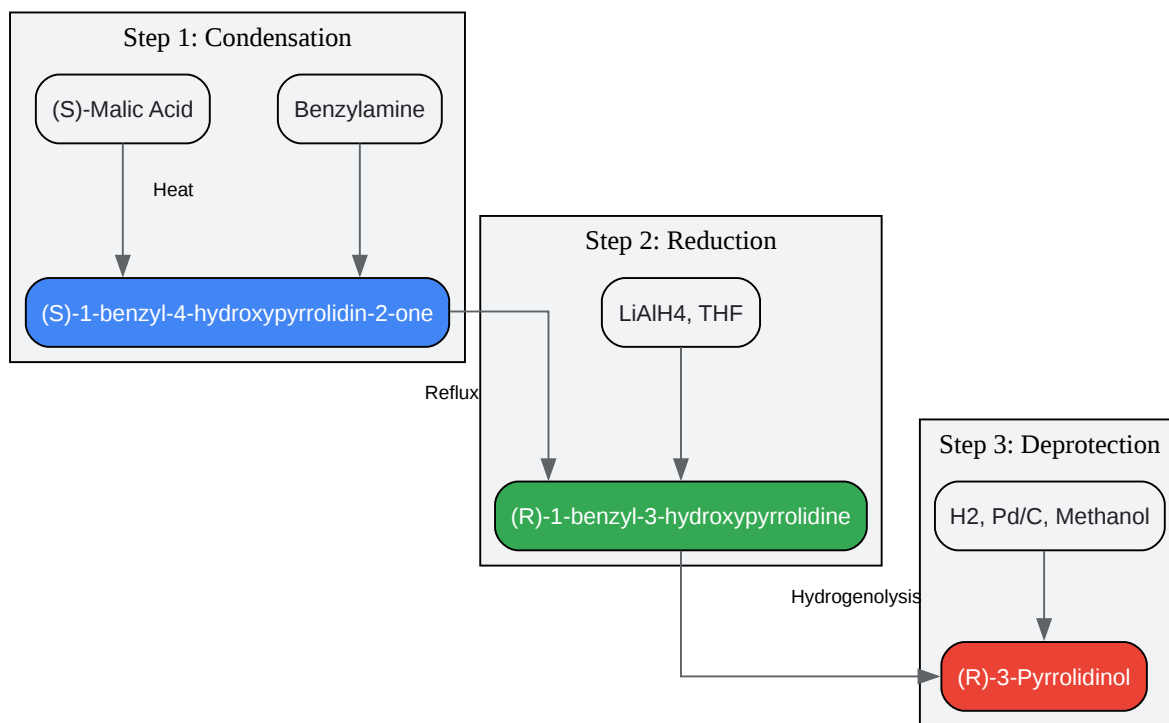 Step 1: Condensation
(S)-Malic Acid
Benzylamine
Heat
(S)-1-benzyl-4-hydroxypyrrolidin-2-one
Step 2: Reduction
LiAlH4, THF
Reflux
(R)-1-benzyl-3-hydroxypyrrolidine
Step 3: Deprotection
H2, Pd/C, Methanol
Hydrogenolysis
(R)-3-Pyrrolidinol